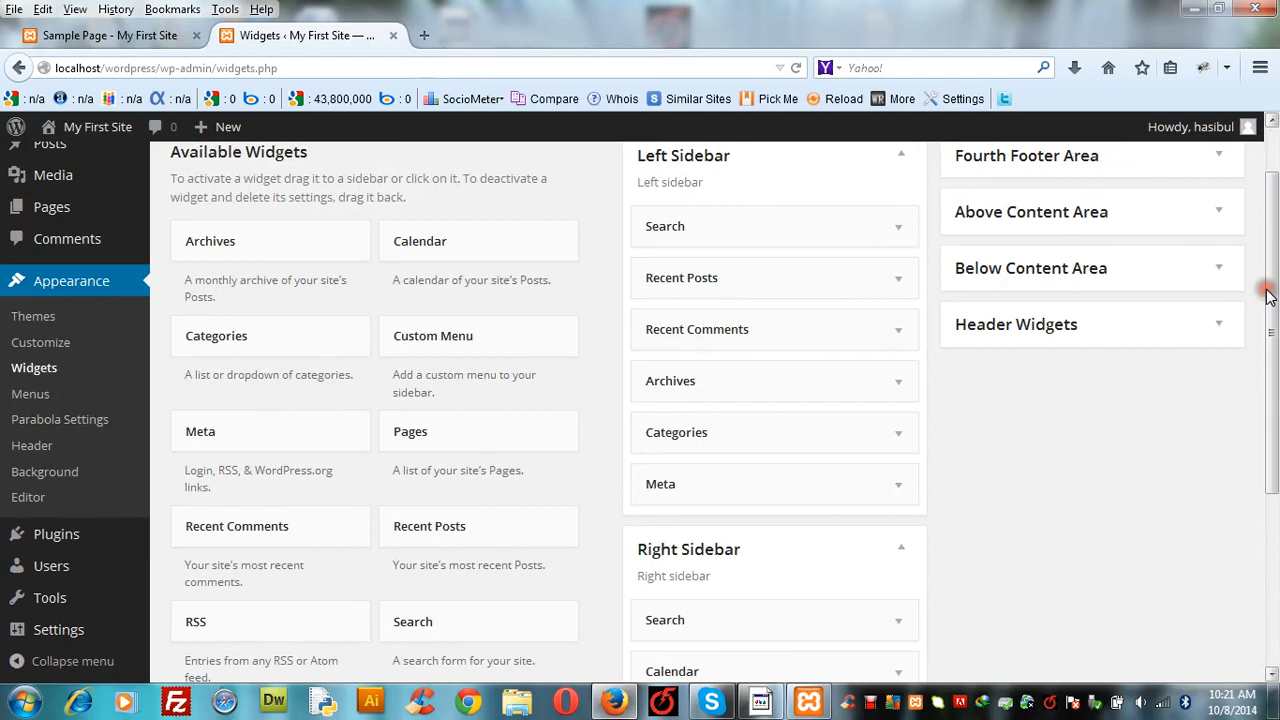 File Edit View History Bookmarks Tools Help
Sample Page - My First Site
Widgets ‹ My First Site — ...
localhost/wordpress/wp-admin/widgets.php
Yahoo!
: n/a : n/a : n/a : n/a : 0 : 0 : 43,800,000 : 0 SocioMeter Compare Whois Similar Sites Pick Me Reload More Settings
My First Site 0 New
Howdy, hasibul
Posts
Media
Pages
Comments
Appearance
Themes
Customize
Widgets
Menus
Parabola Settings
Header
Background
Editor
Plugins
Users
Tools
Settings
Collapse menu
Available Widgets
To activate a widget drag it to a sidebar or click on it. To deactivate a
widget and delete its settings, drag it back.
Archives
A monthly archive of your site's
Posts.
Calendar
A calendar of your site's Posts.
Categories
A list or dropdown of categories.
Custom Menu
Add a custom menu to your
sidebar.
Meta
Login, RSS, & WordPress.org
links.
Pages
A list of your site's Pages.
Recent Comments
Your site's most recent
comments.
Recent Posts
Your site's most recent Posts.
RSS
Entries from any RSS or Atom
feed.
Search
A search form for your site.
Left Sidebar
Left sidebar
Search
Recent Posts
Recent Comments
Archives
Categories
Meta
Right Sidebar
Right sidebar
Search
Calendar
Fourth Footer Area
Above Content Area
Below Content Area
Header Widgets
10:21 AM
10/8/2014